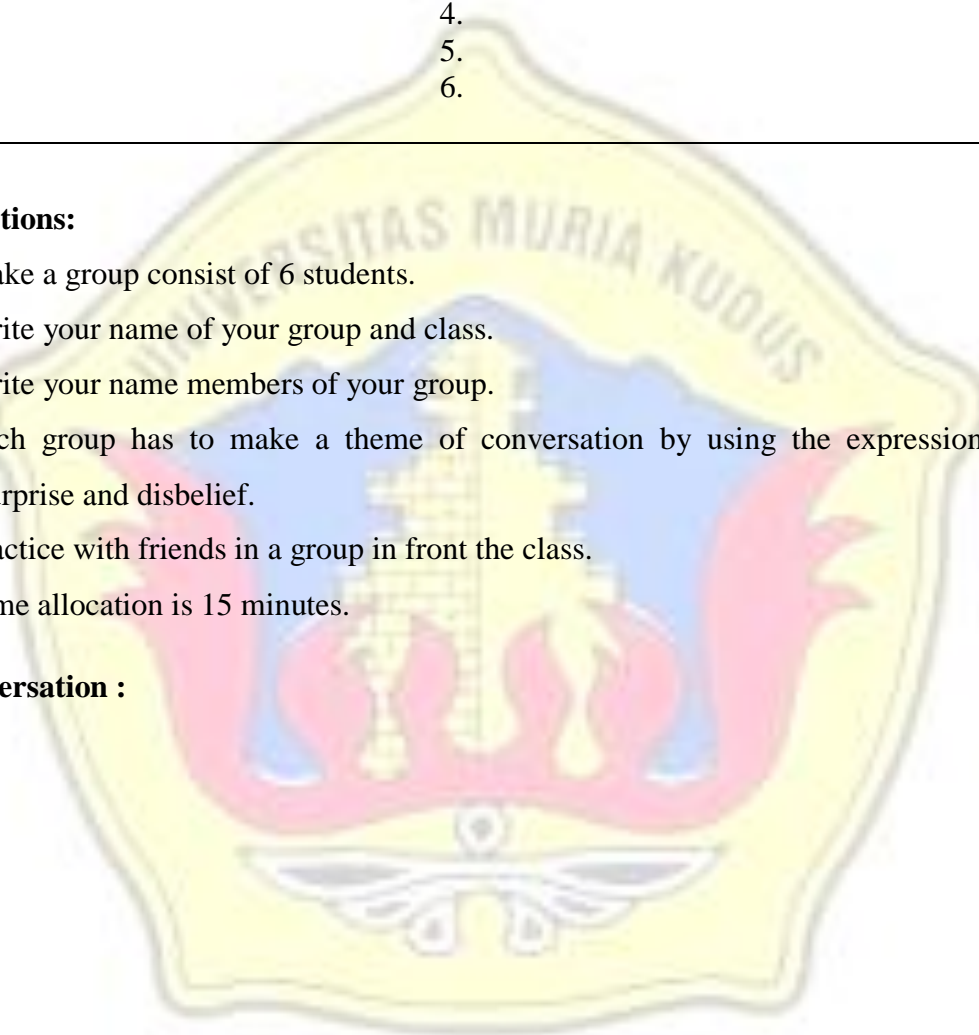 4.
5.
6.
UNIVERSITAS MURIA KUDUS
tions:
ake a group consist of 6 students.
rite your name of your group and class.
rite your name members of your group.
ch group has to make a theme of conversation by using the expression
urprise and disbelief.
actice with friends in a group in front the class.
me allocation is 15 minutes.
ersation :